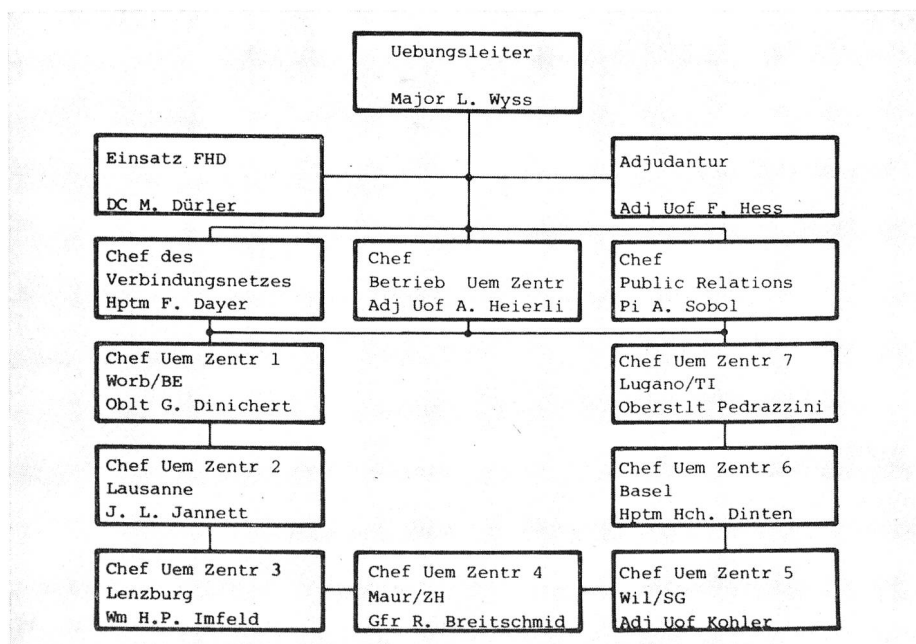 Uebungsleiter
Major L. Wyss
Einsatz FHD
DC M. Dürler
Adjudantur
Adj Uof F. Hess
Chef des
Verbindungsnetzes
Hptm F. Dayer
Chef
Betrieb Uem Zentr
Adj Uof A. Heierli
Chef
Public Relations
Pi A. Sobol
Chef Uem Zentr 1
Worb/BE
Oblt G. Dinichert
Chef Uem Zentr 7
Lugano/TI
Oberstlt Pedrazzini
Chef Uem Zentr 2
Lausanne
J. L. Jannett
Chef Uem Zentr 6
Basel
Hptm Hch. Dinten
Chef Uem Zentr 3
Lenzburg
Wm H.P. Imfeld
Chef Uem Zentr 4
Maur/ZH
Gfr R. Breitschmid
Chef Uem Zentr 5
Wil/SG
Adj Uof Kohler